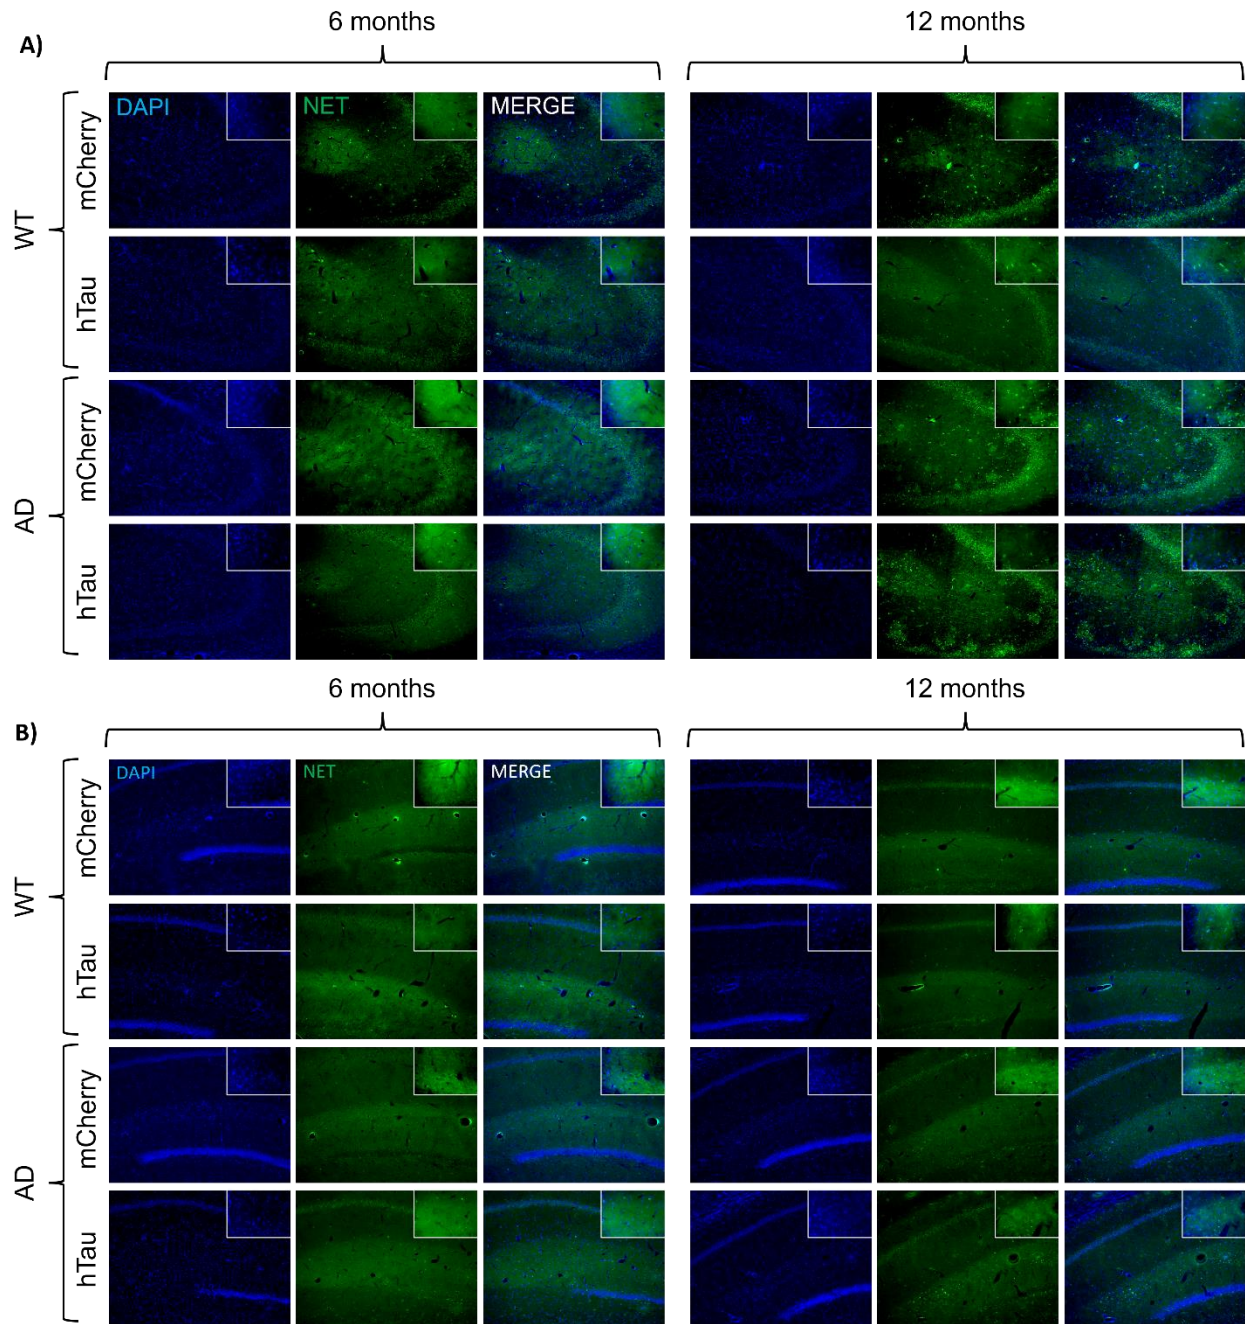 A)
6 months
12 months
DAPI
NET
MERGE
WT
mCherry
hTau
AD
mCherry
hTau
B)
6 months
12 months
DAPI
NET
MERGE
WT
mCherry
hTau
AD
mCherry
hTau